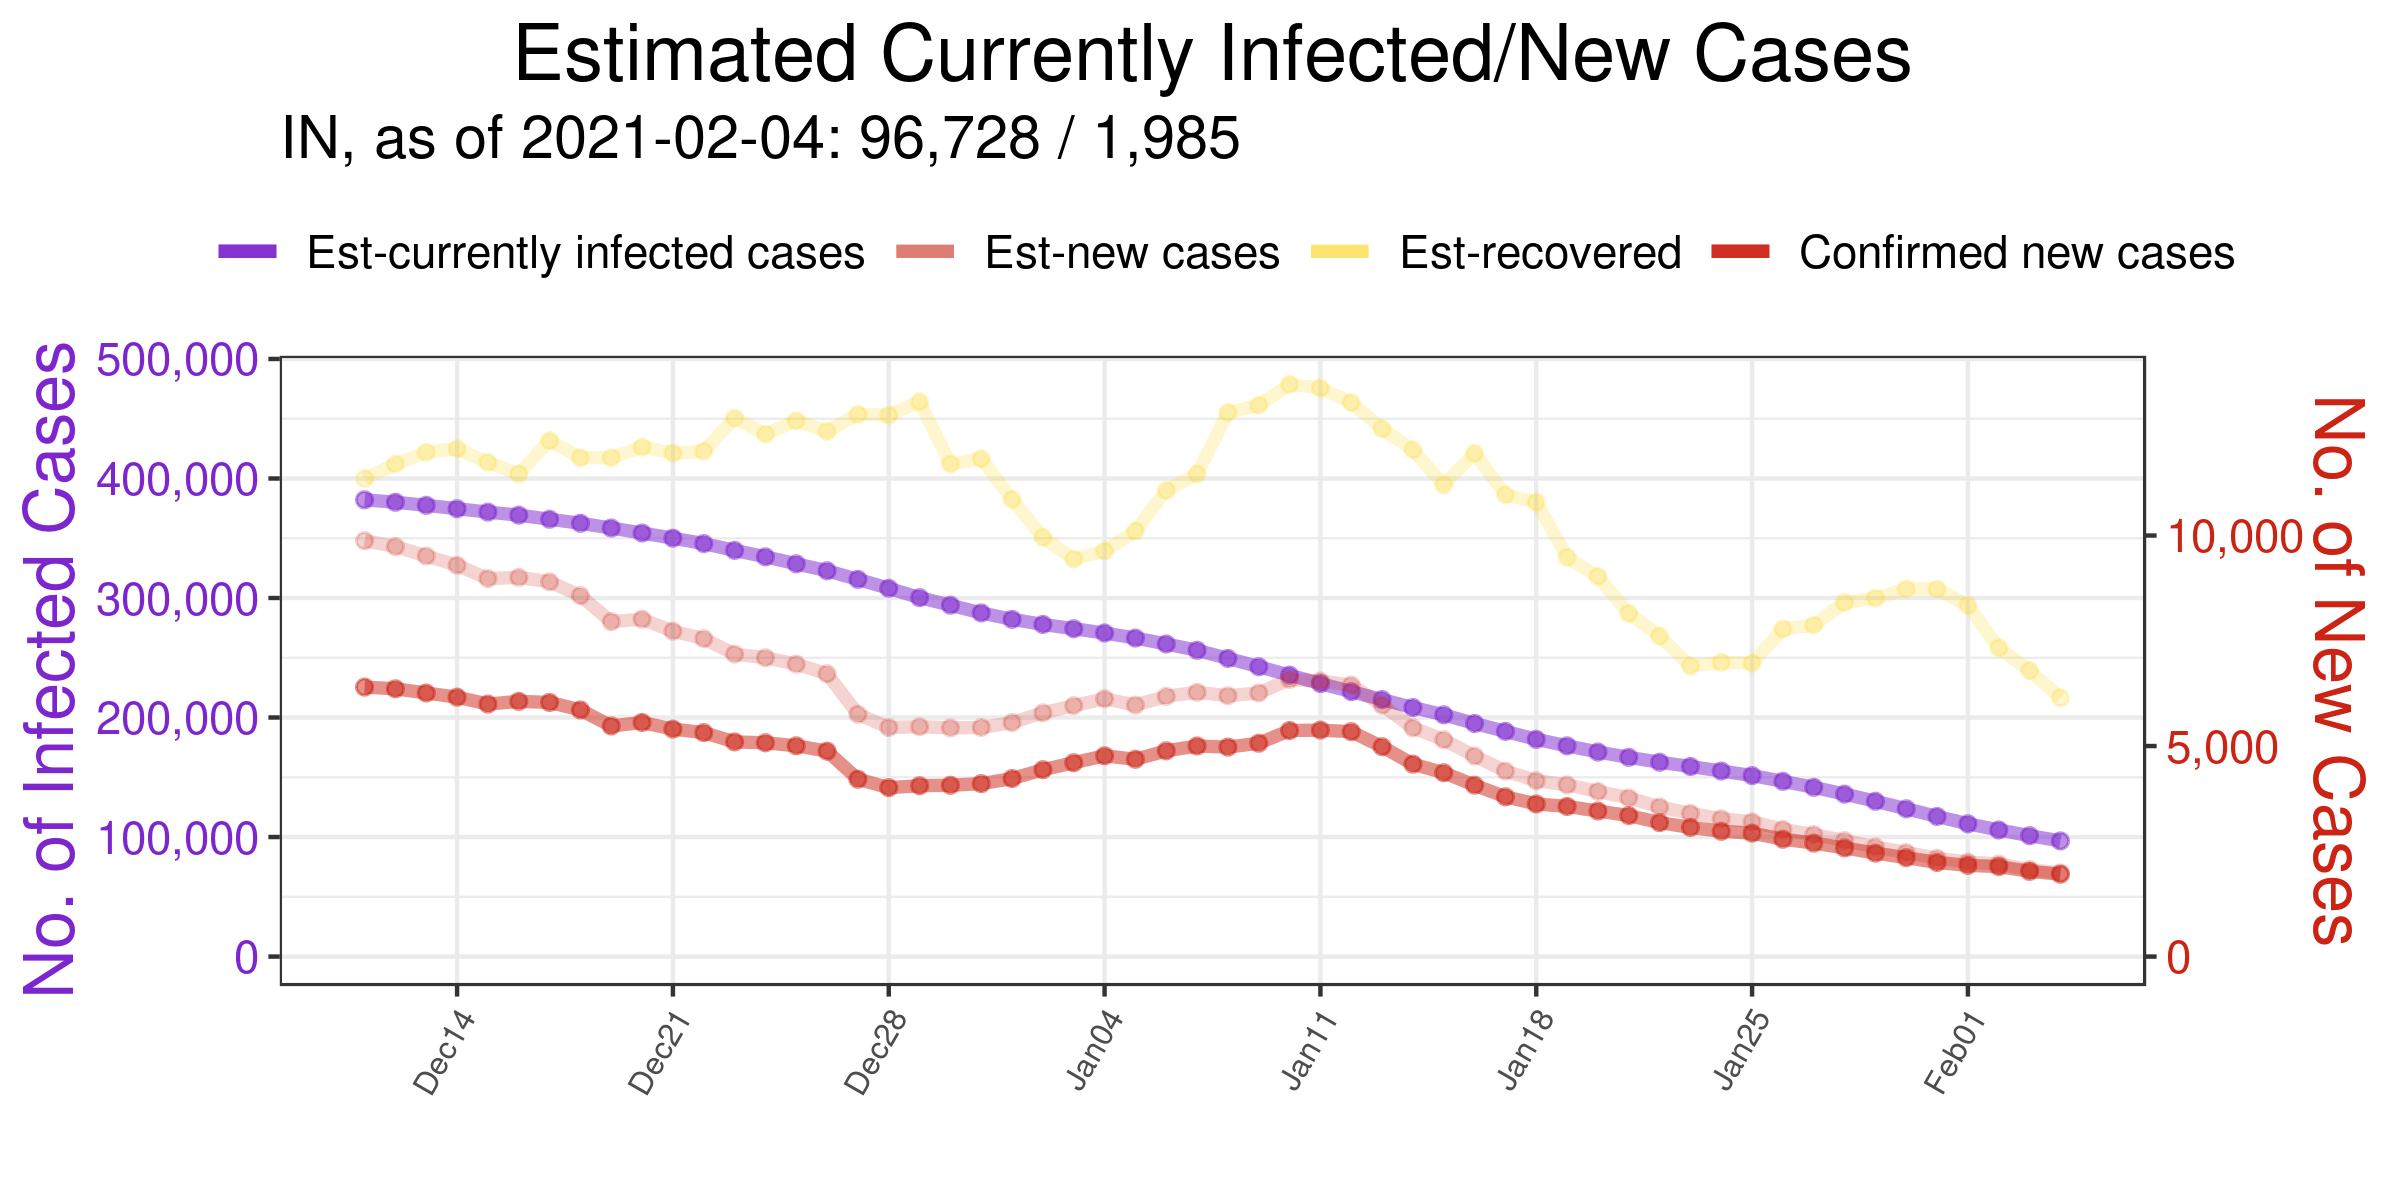 Estimated Currently Infected/New Cases
IN, as of 2021-02-04: 96,728 / 1,985
Est-currently infected cases Est-new cases Est-recovered Confirmed new cases
No. of Infected Cases
500,000
400,000
300,000
200,000
100,000
0
10,000
5,000
0
No. of New Cases
Dec14 Dec21 Dec28 Jan04 Jan11 Jan18 Jan25 Feb01